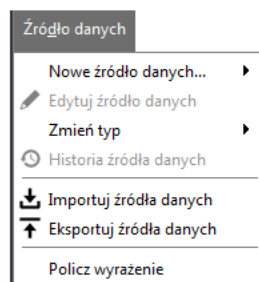 Źródło danych
Nowe źródło danych...
Edytuj źródło danych
Zmień typ
Historia źródła danych
Importuj źródła danych
Eksportuj źródła danych
Policz wyrażenie